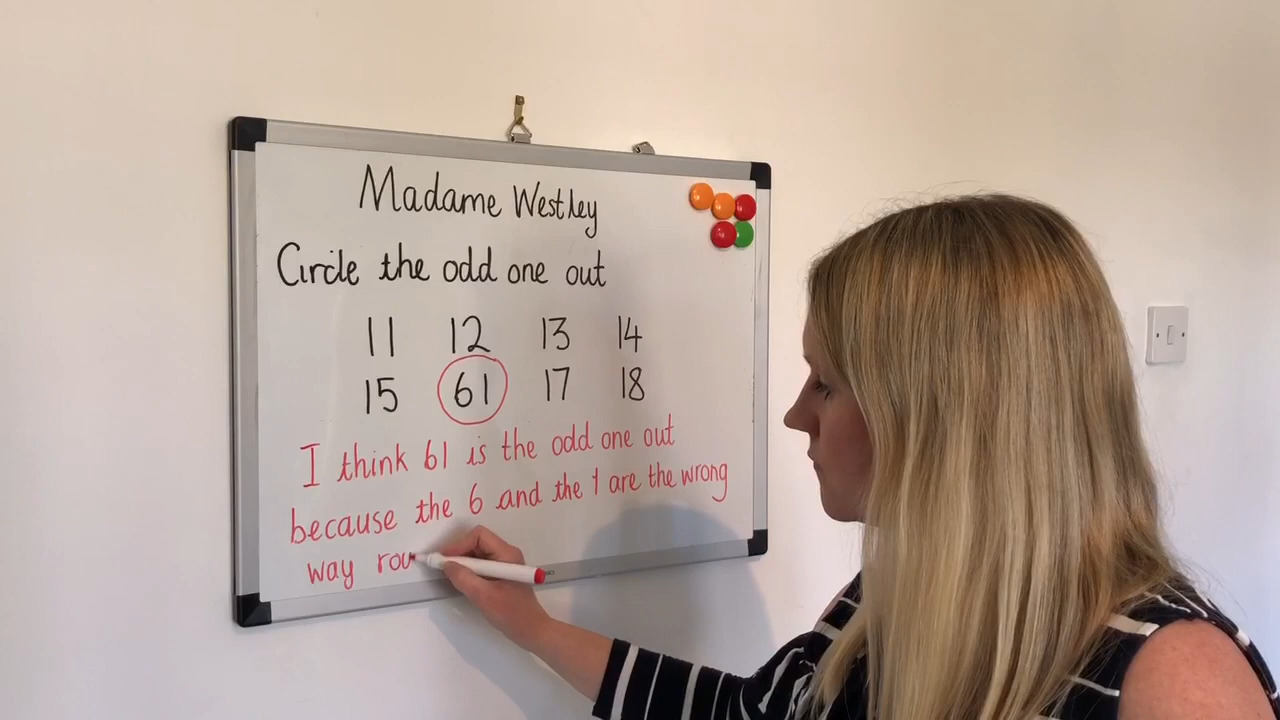 Madame Westley
Circle the odd one out
11 12 13 14
15 61 17 18
I think 61 is the odd one out
because the 6 and the 1 are the wrong
way rou